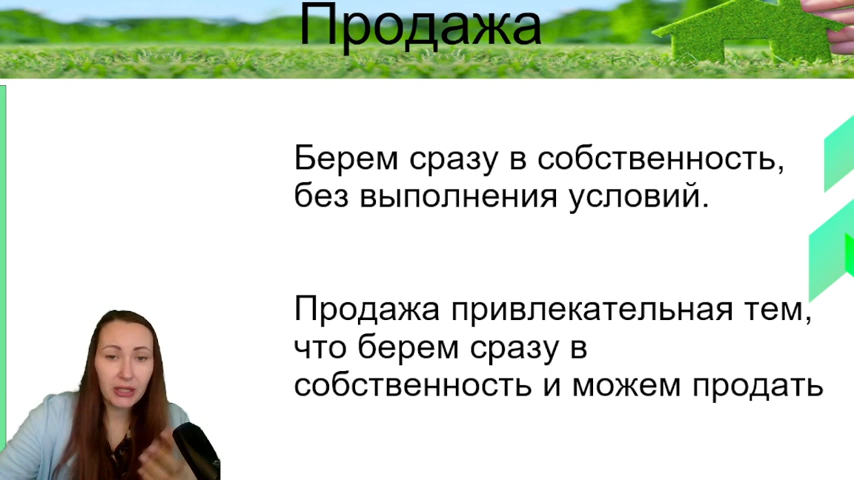 Продажа
Берем сразу в собственность,
без выполнения условий.
Продажа привлекательная тем,
что берем сразу в
собственность и можем продать